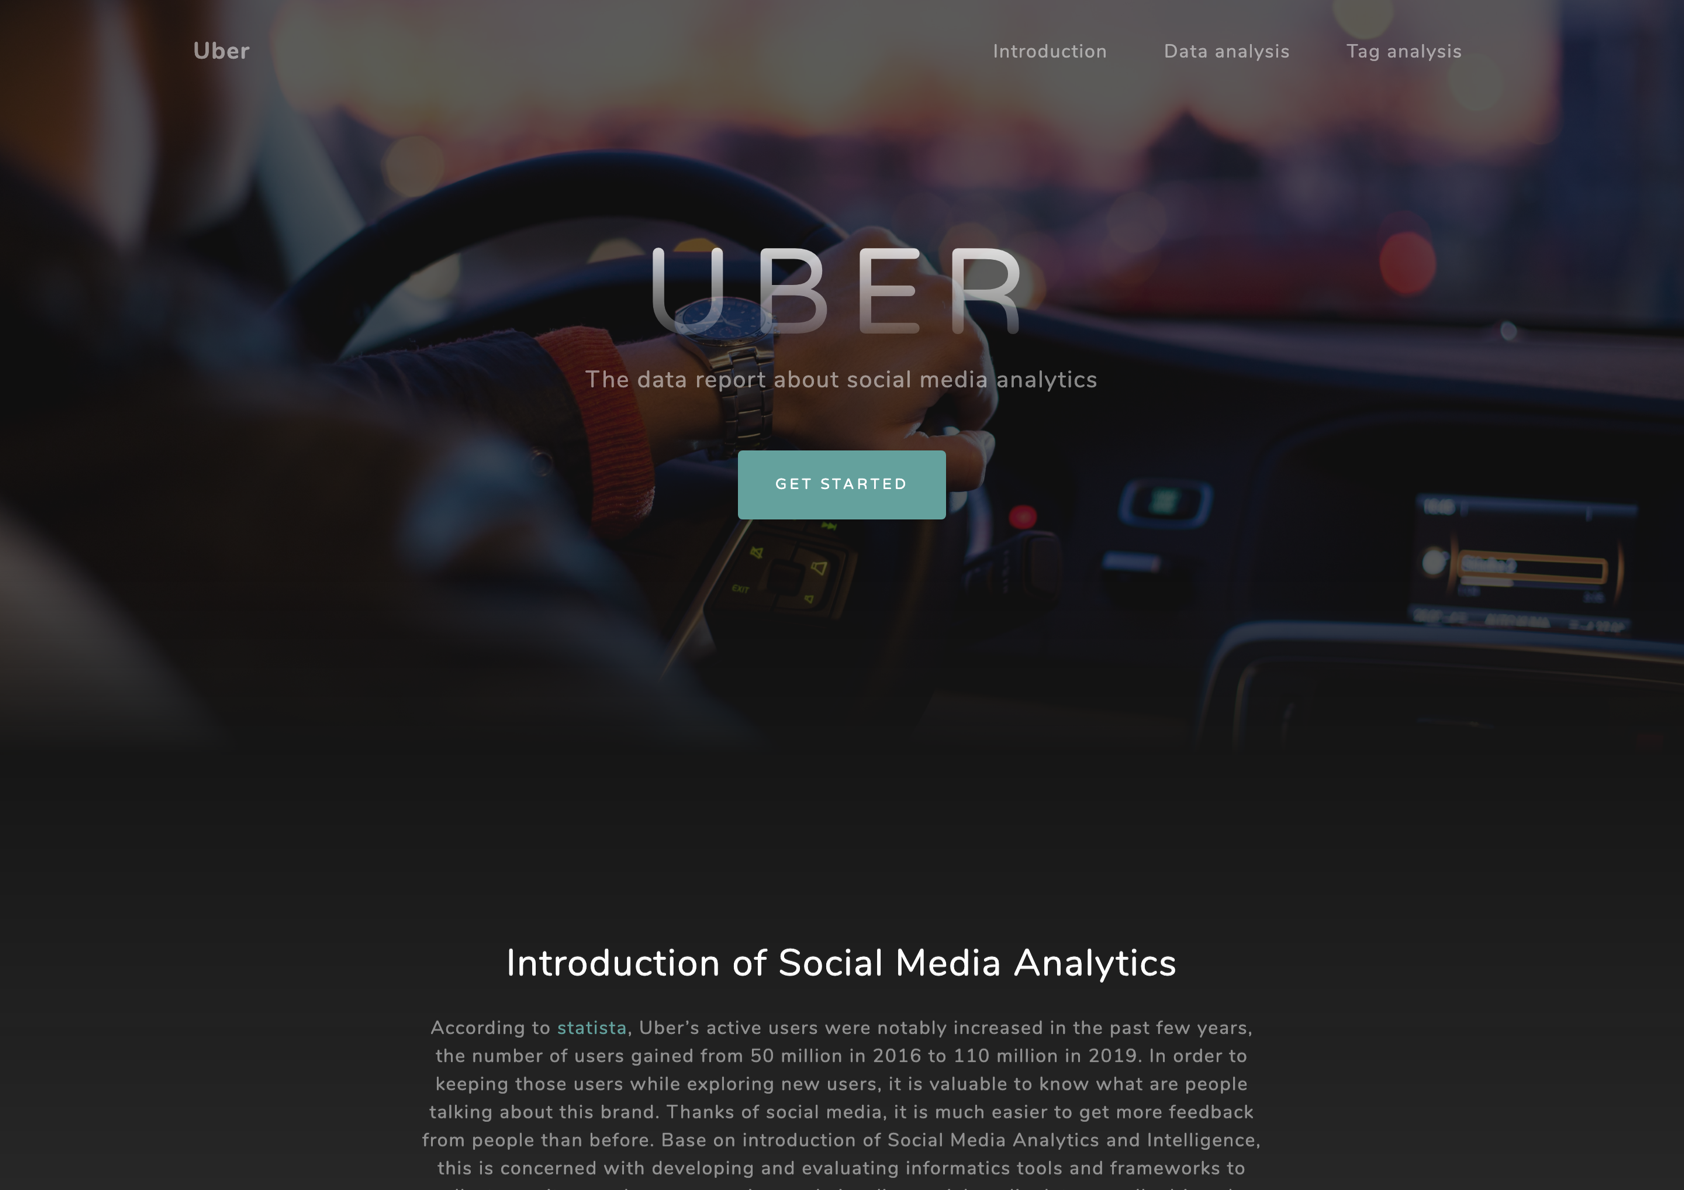 Uber
Introduction
Data analysis
Tag analysis
UBER
The data report about social media analytics
GET STARTED
EXIT
Introduction of Social Media Analytics
According to statista, Uber's active users were notably increased in the past few years,
the number of users gained from 50 million in 2016 to 110 million in 2019. In order to
keeping those users while exploring new users, it is valuable to know what are people
talking about this brand. Thanks of social media, it is much easier to get more feedback
from people than before. Base on introduction of Social Media Analytics and Intelligence,
this is concerned with developing and evaluating informatics tools and frameworks to